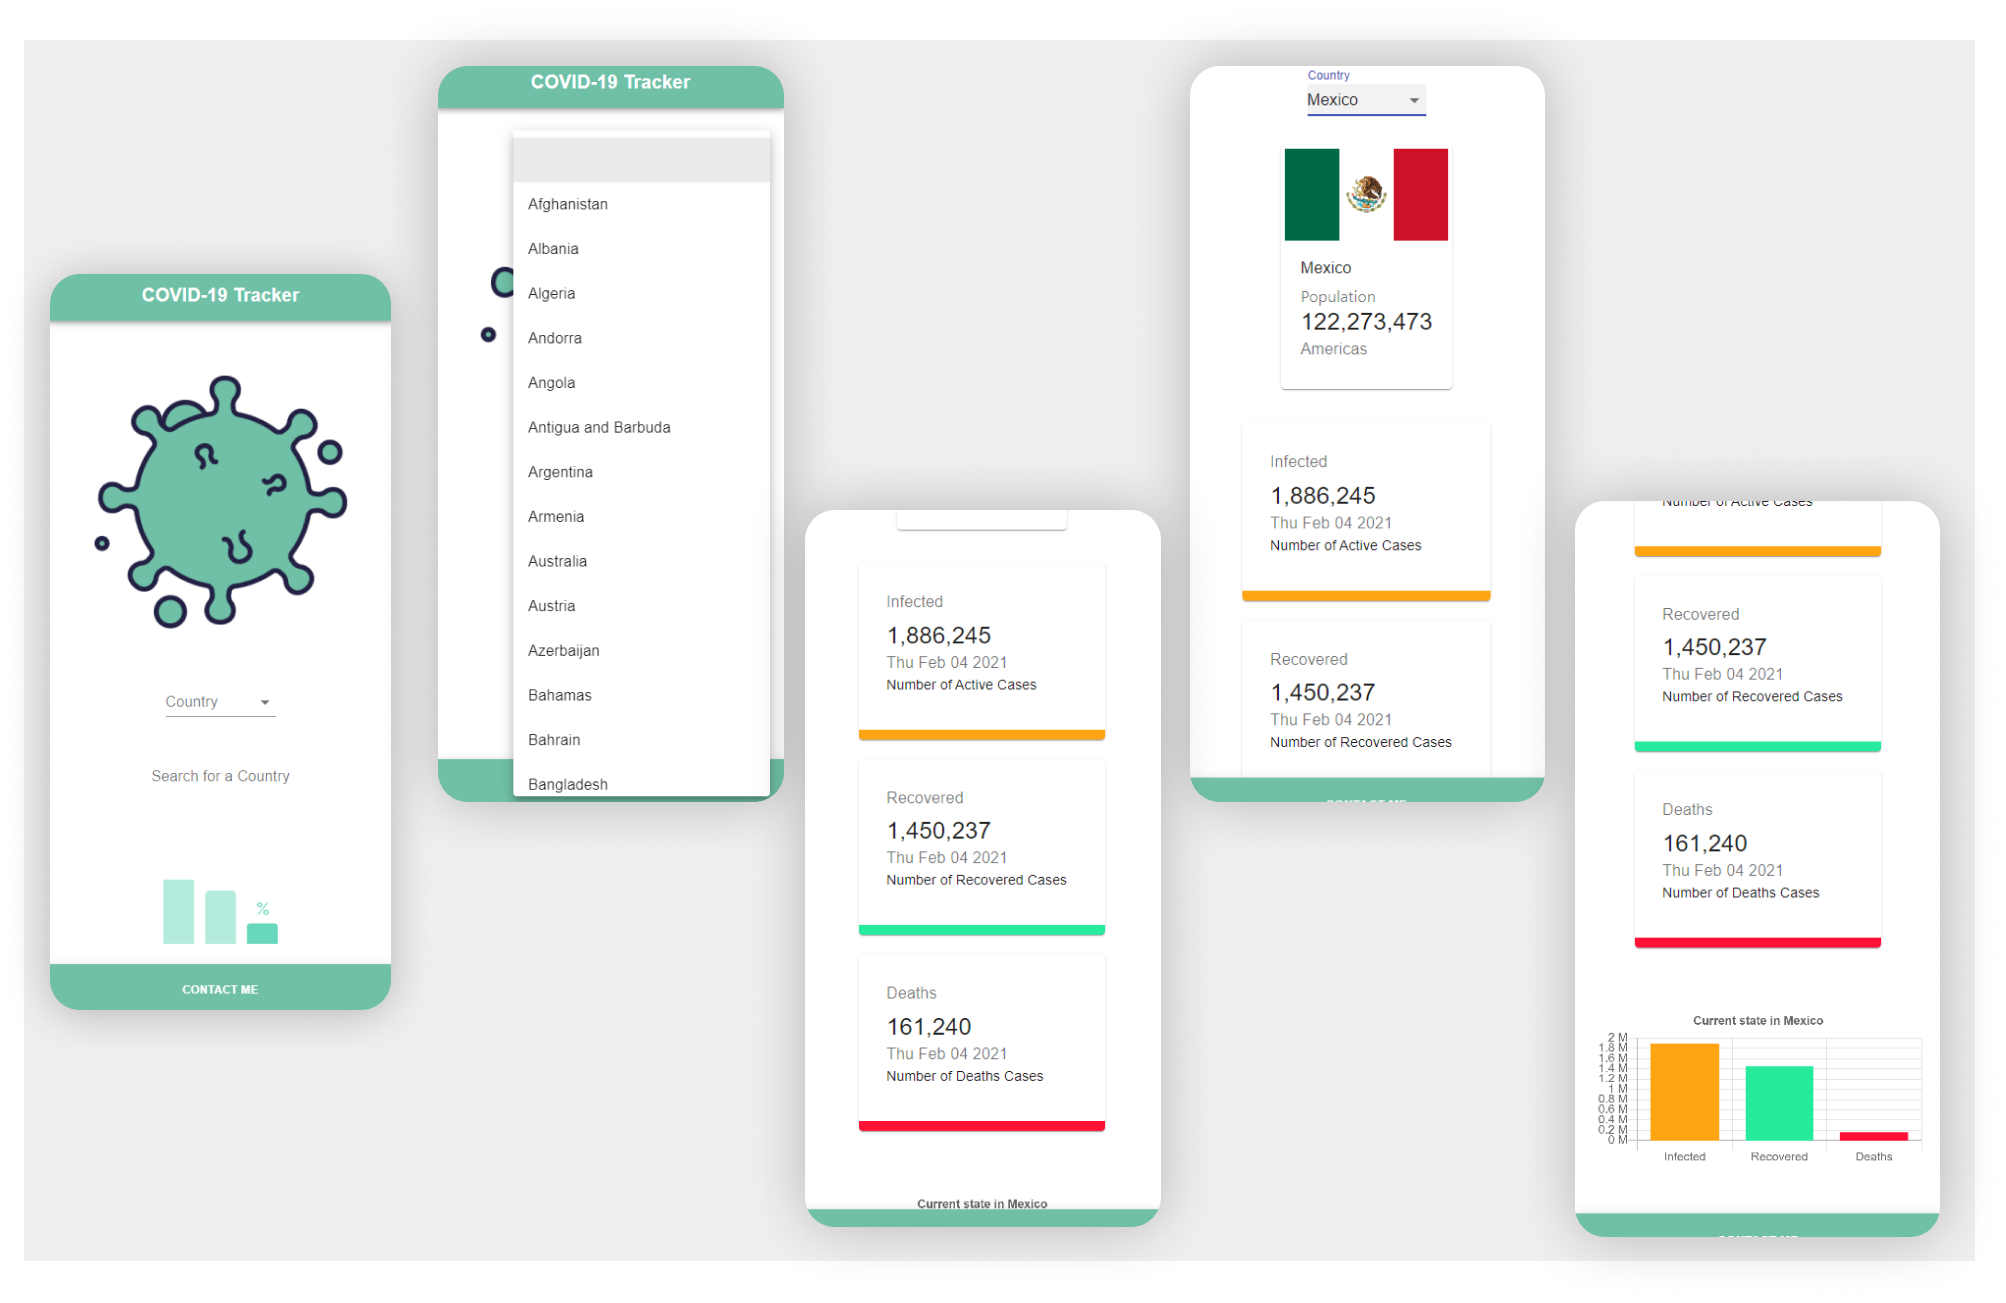 COVID-19 Tracker
Country
Search for a Country
%
CONTACT ME
COVID-19 Tracker
Afghanistan
Albania
Algeria
Andorra
Angola
Antigua and Barbuda
Argentina
Armenia
Australia
Austria
Azerbaijan
Bahamas
Bahrain
Bangladesh
Infected
1,886,245
Thu Feb 04 2021
Number of Active Cases
Recovered
1,450,237
Thu Feb 04 2021
Number of Recovered Cases
Deaths
161,240
Thu Feb 04 2021
Number of Deaths Cases
Current state in Mexico
Country
Mexico
Mexico
Population
122,273,473
Americas
Infected
1,886,245
Thu Feb 04 2021
Number of Active Cases
Recovered
1,450,237
Thu Feb 04 2021
Number of Recovered Cases
CONTACT ME
Number of Active Cases
Recovered
1,450,237
Thu Feb 04 2021
Number of Recovered Cases
Deaths
161,240
Thu Feb 04 2021
Number of Deaths Cases
Current state in Mexico
2 M
1.8 M
1.6 M
1.4 M
1.2 M
1 M
0.8 M
0.6 M
0.4 M
0.2 M
0 M
Infected Recovered Deaths
CONTACT ME